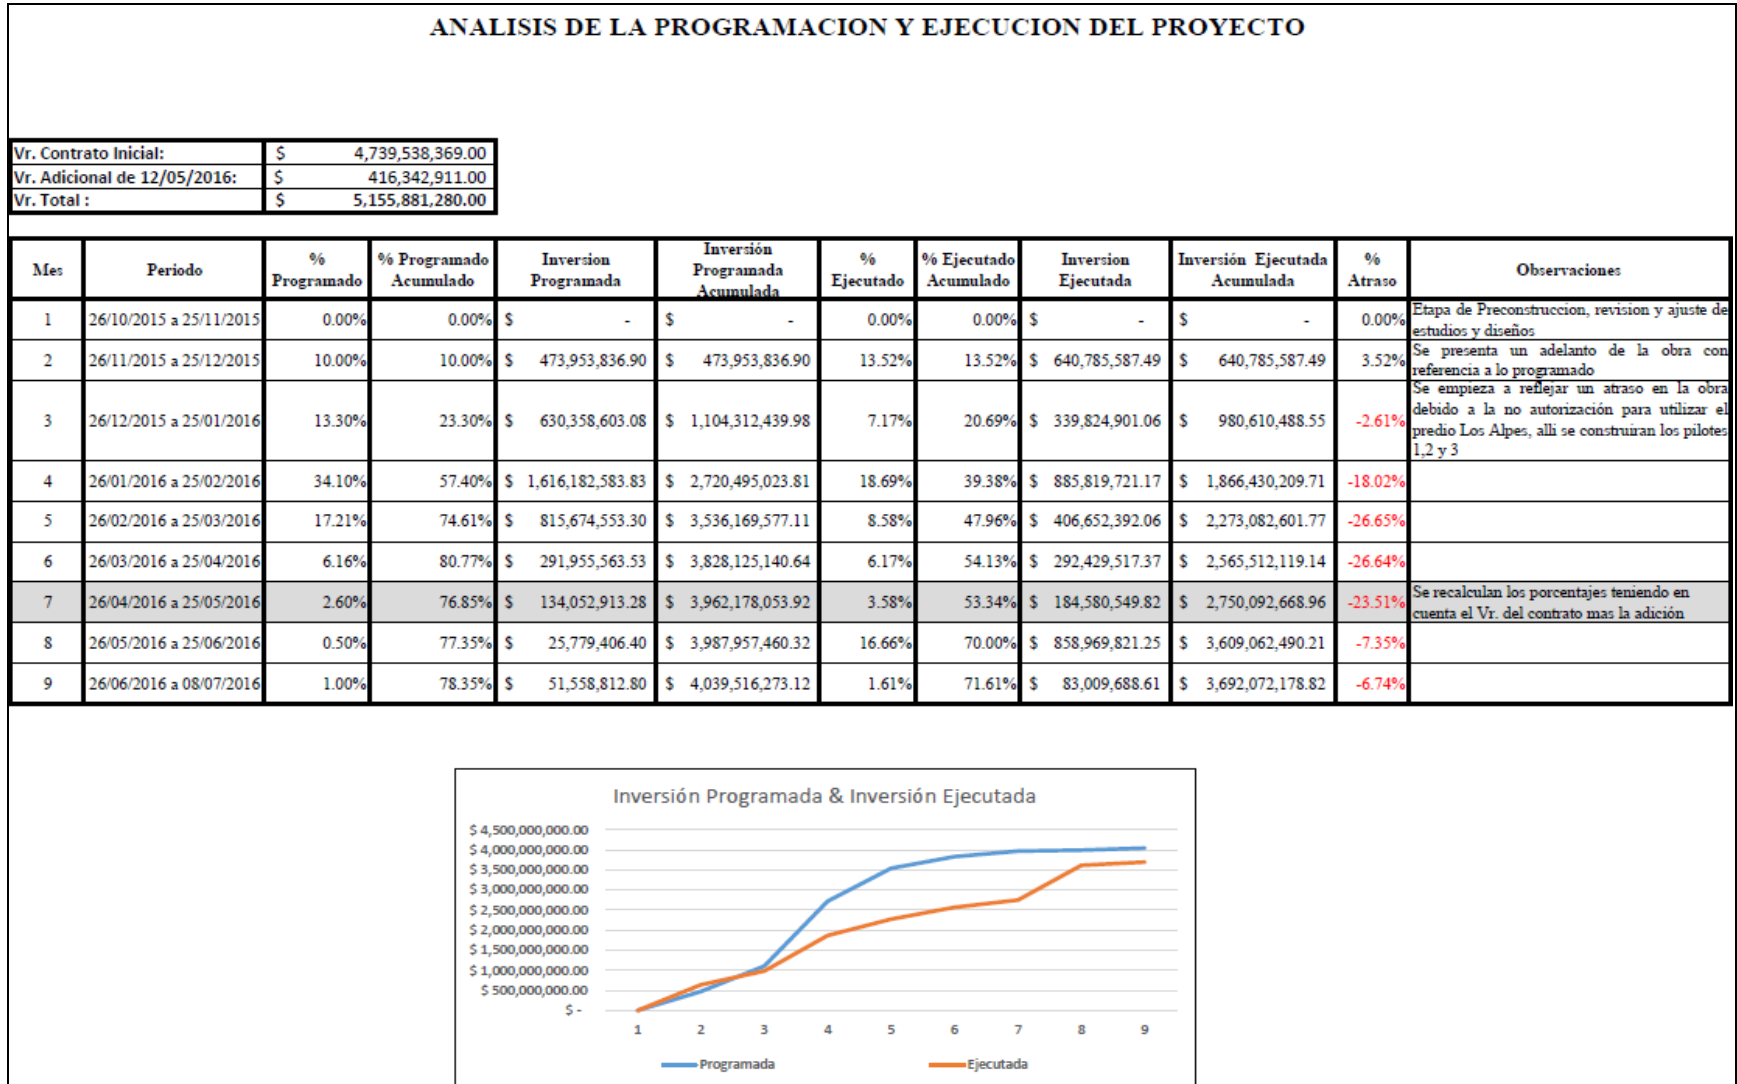 ANALISIS DE LA PROGRAMACION Y EJECUCION DEL PROYECTO
Vr. Contrato Inicial: $ 4,739,538,369.00
Vr. Adicional de 12/05/2016: $ 416,342,911.00
Vr. Total : $ 5,155,881,280.00
Mes Periodo % Programado % Programado Acumulado Inversion Programada Inversión Programada Acumulada % Ejecutado % Ejecutado Acumulado Inversion Ejecutada Inversión Ejecutada Acumulada % Atraso Observaciones
1 26/10/2015 a 25/11/2015 0.00% 0.00% $ - $ - 0.00% 0.00% $ - $ - 0.00% Etapa de Preconstruccion, revision y ajuste de estudios y diseños
2 26/11/2015 a 25/12/2015 10.00% 10.00% $ 473,953,836.90 $ 473,953,836.90 13.52% 13.52% $ 640,785,587.49 $ 640,785,587.49 3.52% Se presenta un adelanto de la obra con referencia a lo programado
3 26/12/2015 a 25/01/2016 13.30% 23.30% $ 630,358,603.08 $ 1,104,312,439.98 7.17% 20.69% $ 339,824,901.06 $ 980,610,488.55 -2.61% Se empieza a reflejar un atraso en la obra debido a la no autorización para utilizar el predio Los Alpes, alli se construiran los pilotes 1,2 y 3
4 26/01/2016 a 25/02/2016 34.10% 57.40% $ 1,616,182,583.83 $ 2,720,495,023.81 18.69% 39.38% $ 885,819,721.17 $ 1,866,430,209.71 -18.02%
5 26/02/2016 a 25/03/2016 17.21% 74.61% $ 815,674,553.30 $ 3,536,169,577.11 8.58% 47.96% $ 406,652,392.06 $ 2,273,082,601.77 -26.65%
6 26/03/2016 a 25/04/2016 6.16% 80.77% $ 291,955,563.53 $ 3,828,125,140.64 6.17% 54.13% $ 292,429,517.37 $ 2,565,512,119.14 -26.64%
7 26/04/2016 a 25/05/2016 2.60% 76.85% $ 134,052,913.28 $ 3,962,178,053.92 3.58% 53.34% $ 184,580,549.82 $ 2,750,092,668.96 -23.51% Se recalculan los porcentajes teniendo en cuenta el Vr. del contrato mas la adición
8 26/05/2016 a 25/06/2016 0.50% 77.35% $ 25,779,406.40 $ 3,987,957,460.32 16.66% 70.00% $ 858,969,821.25 $ 3,609,062,490.21 -7.35%
9 26/06/2016 a 08/07/2016 1.00% 78.35% $ 51,558,812.80 $ 4,039,516,273.12 1.61% 71.61% $ 83,009,688.61 $ 3,692,072,178.82 -6.74%
Inversión Programada & Inversión Ejecutada
$ 4,500,000,000.00
$ 4,000,000,000.00
$ 3,500,000,000.00
$ 3,000,000,000.00
$ 2,500,000,000.00
$ 2,000,000,000.00
$ 1,500,000,000.00
$ 1,000,000,000.00
$ 500,000,000.00
$ -
1 2 3 4 5 6 7 8 9
Programada Ejecutada